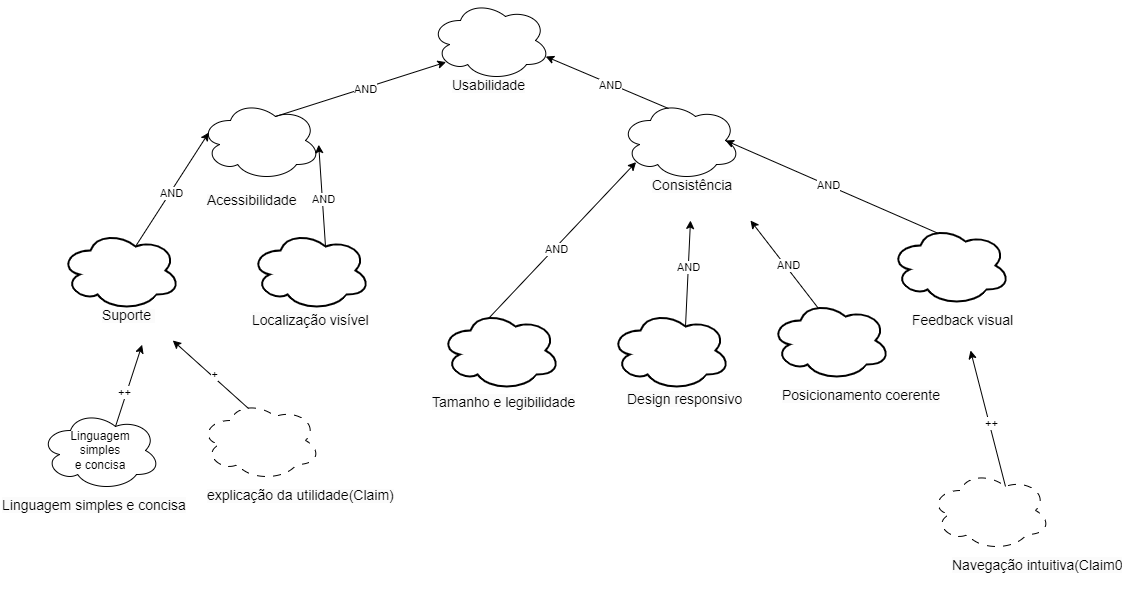 Usabilidade
AND
AND
Acessibilidade
Consistência
AND
AND
AND
AND
AND
AND
Suporte
Localização visível
Feedback visual
Tamanho e legibilidade
Design responsivo
Posicionamento coerente
++
+
++
Linguagem
simples
e concisa
Linguagem simples e concisa
explicação da utilidade(Claim)
Navegação intuitiva(Claim0